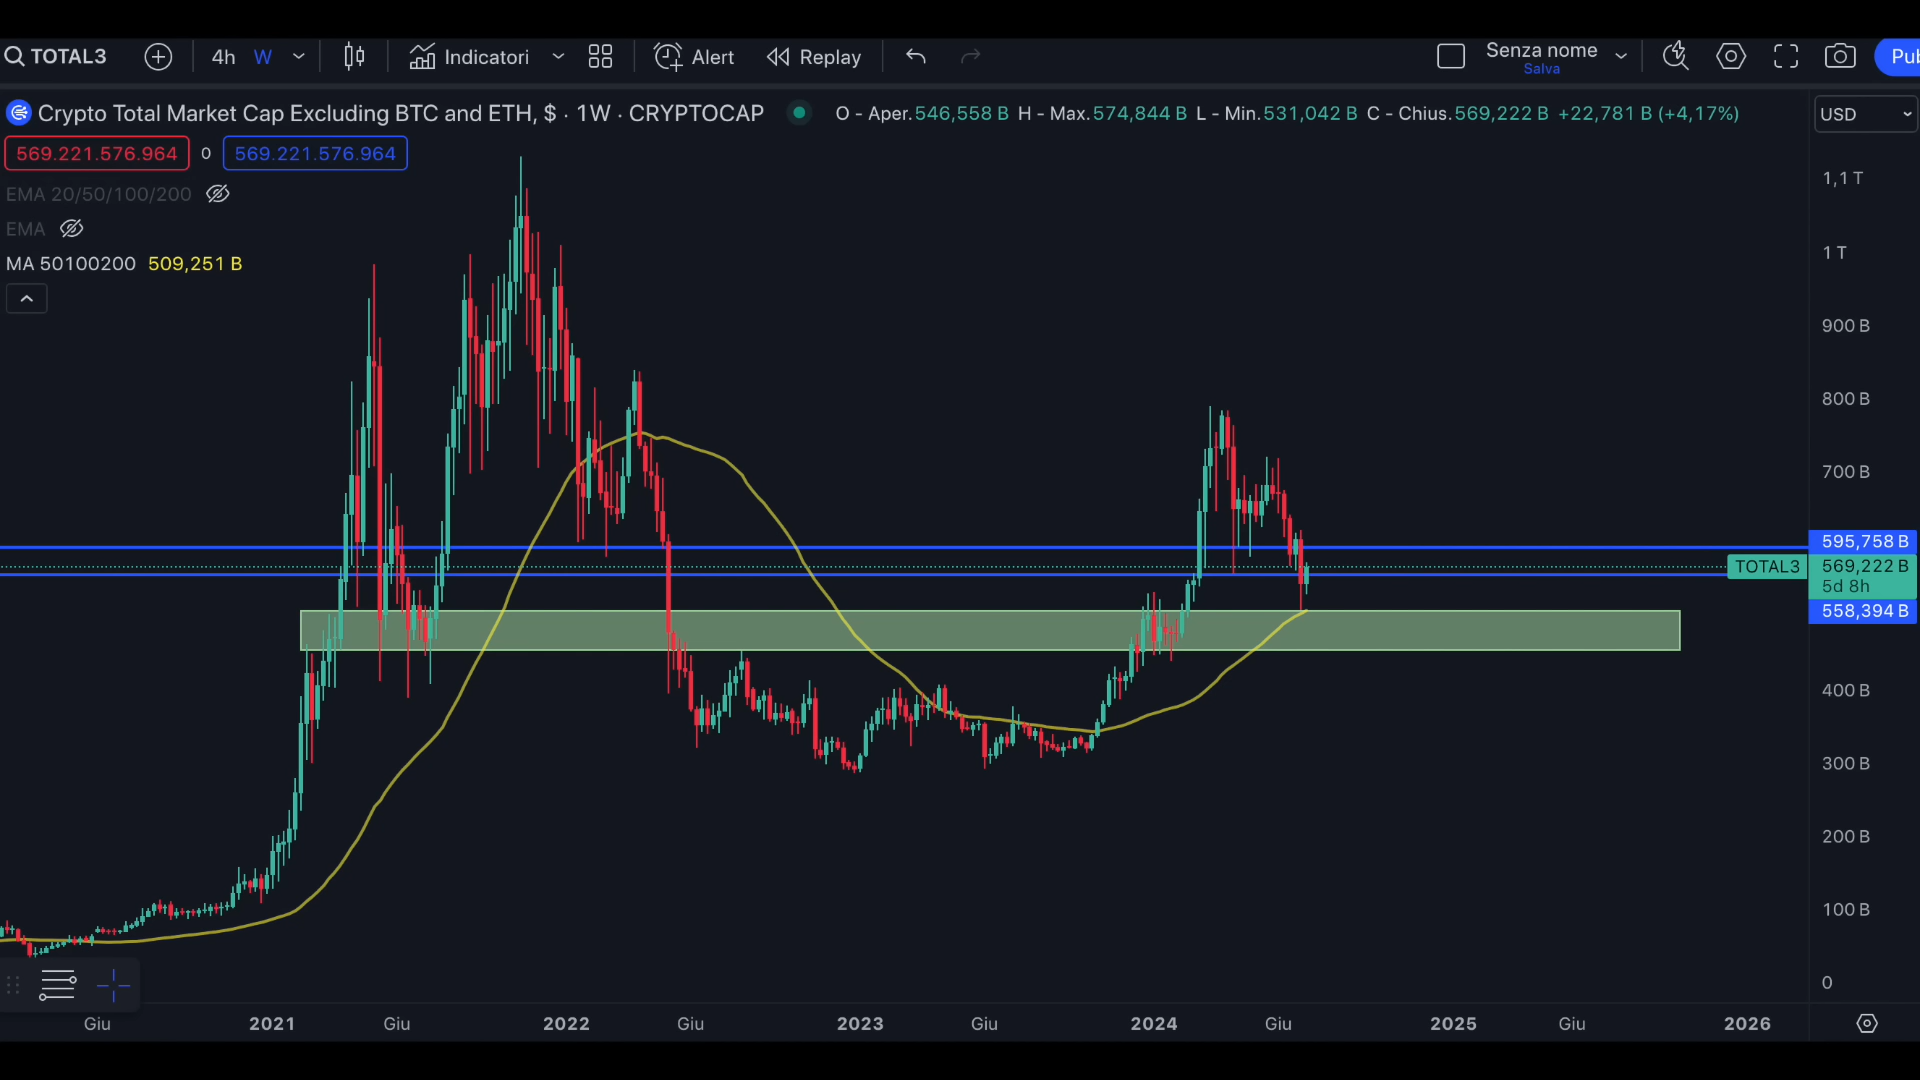 TOTAL3 4h W Indicatori Alert Replay Senza nome Pub
Salva
Crypto Total Market Cap Excluding BTC and ETH, $ · 1W · CRYPTOCAP O - Aper.546,558 B H - Max.574,844 B L - Min.531,042 B C - Chius.569,222 B +22,781 B (+4,17%) USD
569.221.576.964 0 569.221.576.964
EMA 20/50/100/200
EMA
MA 50100200 509,251 B
1,1 T
1 T
900 B
800 B
700 B
595,758 B
TOTAL3 569,222 B
5d 8h
558,394 B
400 B
300 B
200 B
100 B
0
Giu 2021 Giu 2022 Giu 2023 Giu 2024 Giu 2025 Giu 2026